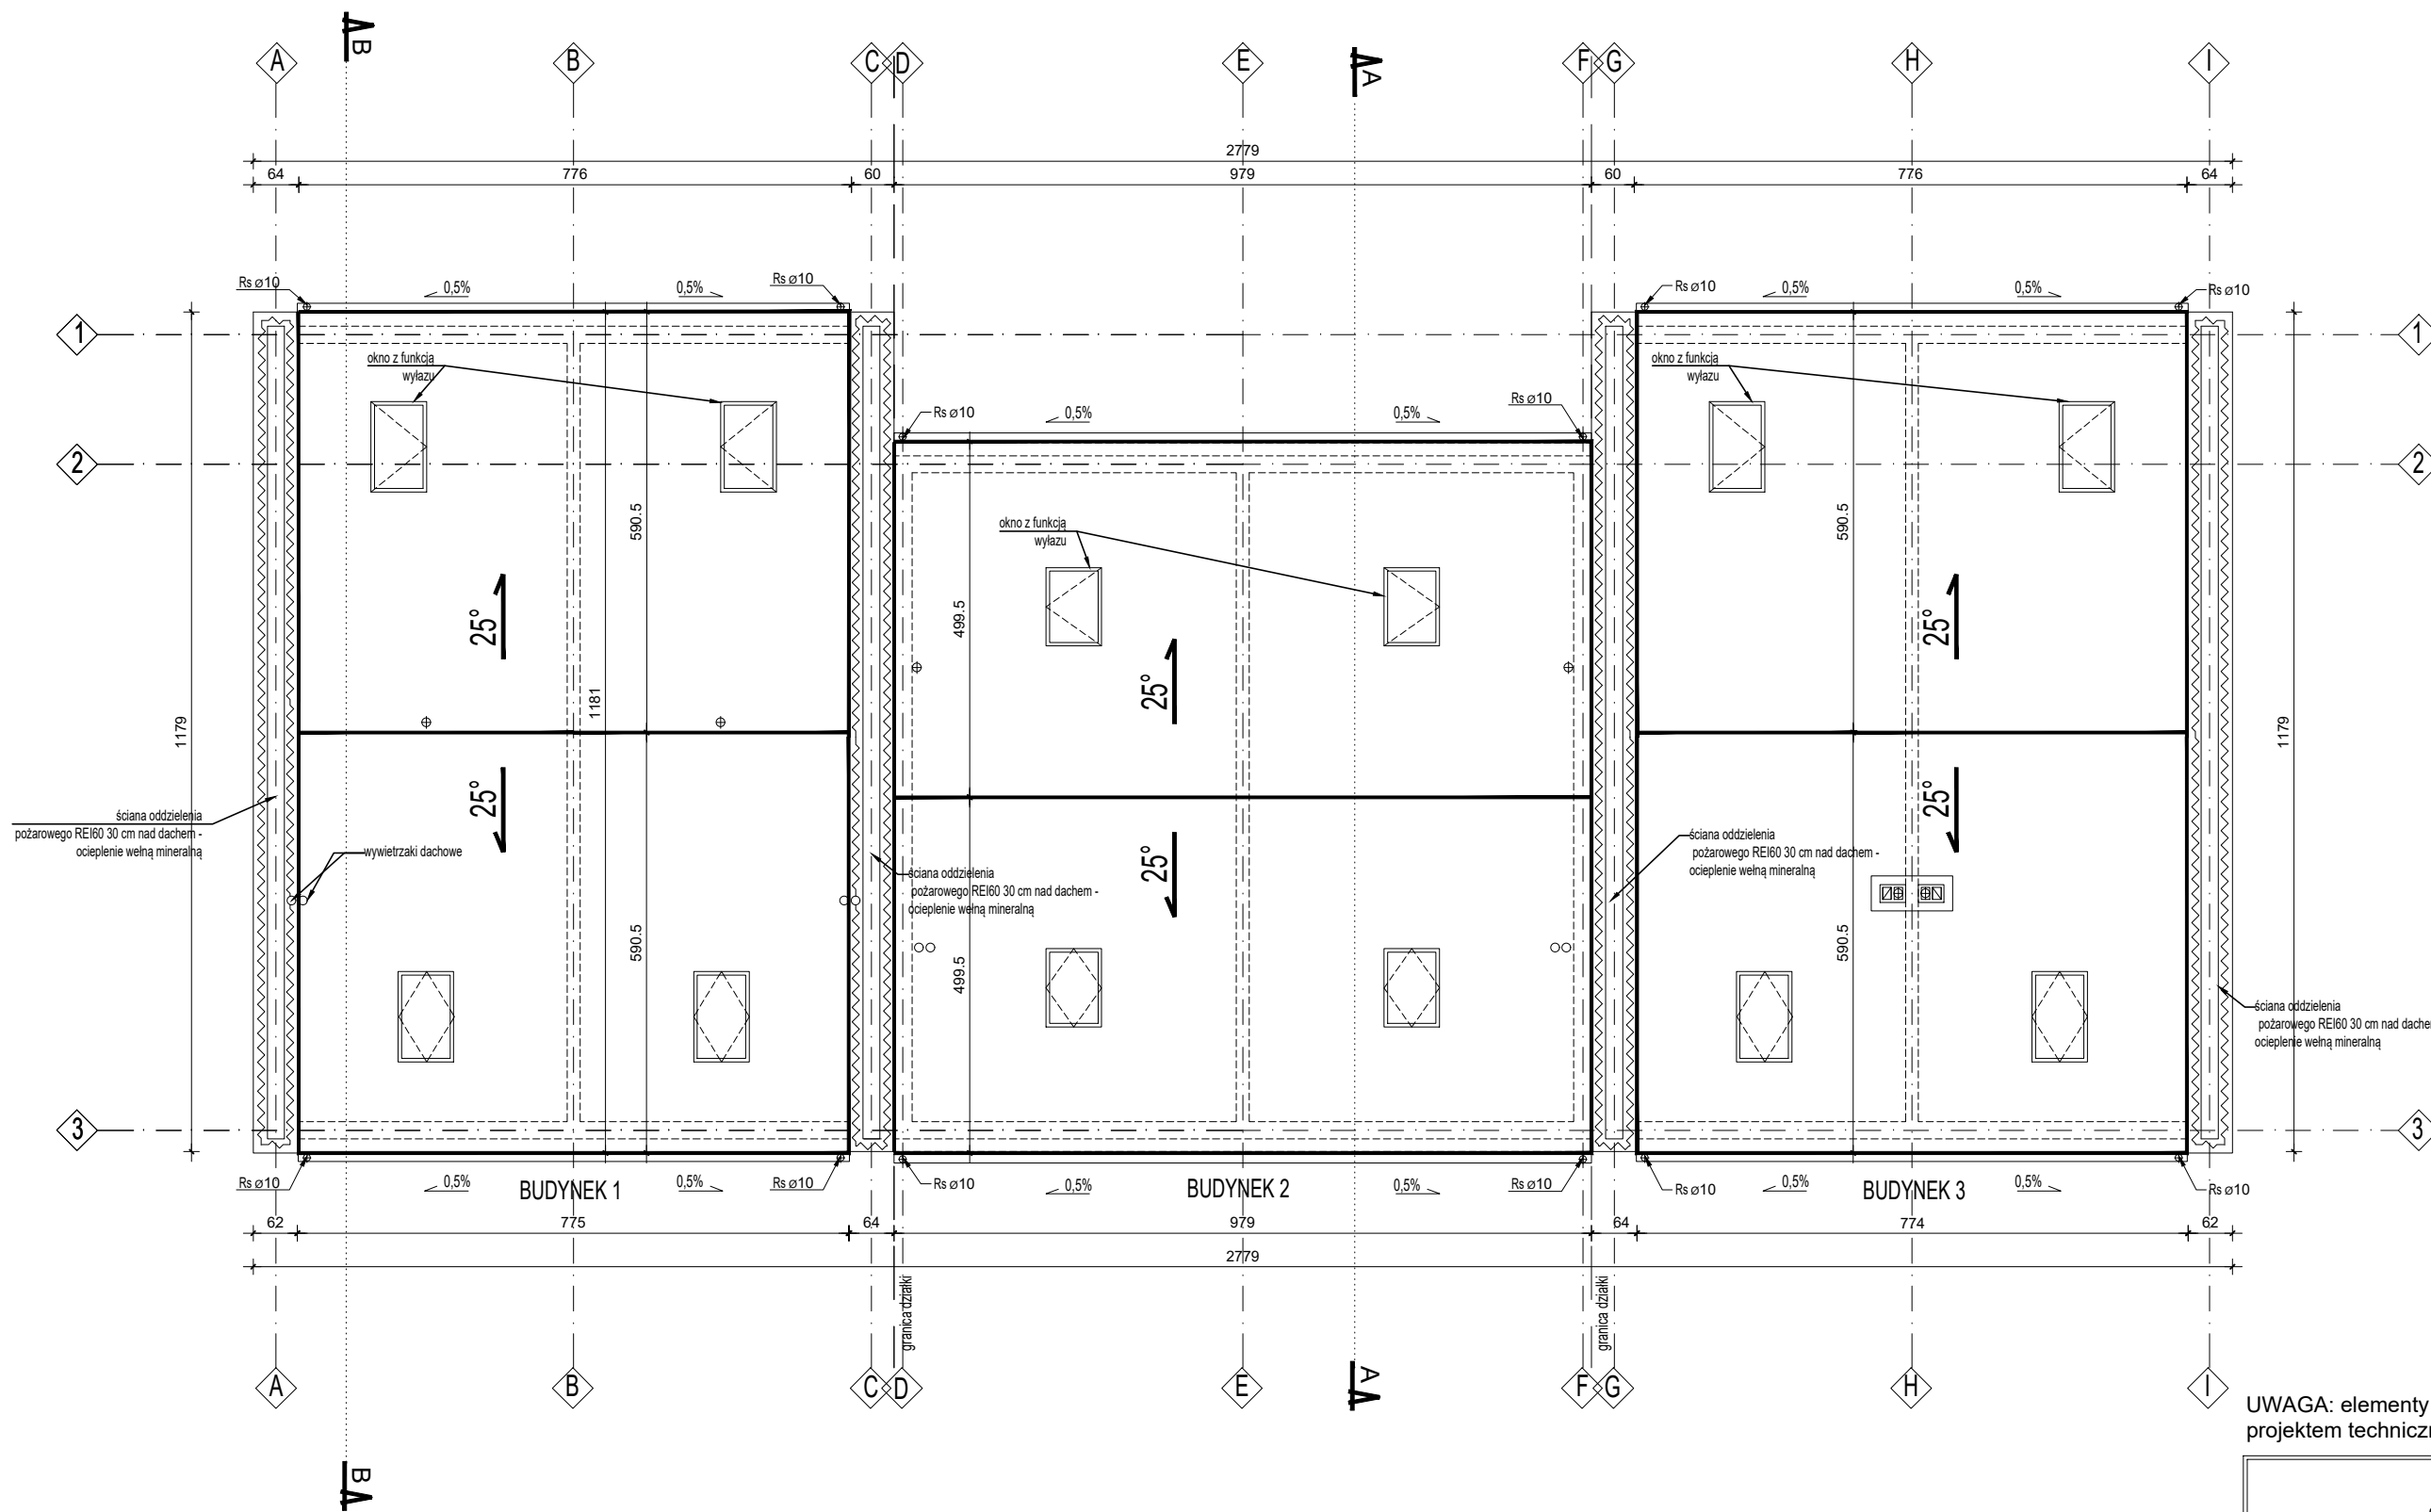 B
A
B
C
D
E
A
F
G
H
I
2779
64
776
60
979
60
776
64
Rs ø10
0,5%
0,5%
Rs ø10
Rs ø10
0,5%
0,5%
Rs ø10
1
1
okno z funkcją
wyłazu
okno z funkcją
wyłazu
Rs ø10
0,5%
0,5%
Rs ø10
2
2
590.5
okno z funkcją
wyłazu
590.5
499.5
25°
25°
25°
1181
1179
1179
25°
25°
25°
ściana oddzielenia
pożarowego REI60 30 cm nad dachem -
ocieplenie wełną mineralną
wywietrzaki dachowe
ściana oddzielenia
pożarowego REI60 30 cm nad dachem -
ocieplenie wełną mineralną
ściana oddzielenia
pożarowego REI60 30 cm nad dachem -
ocieplenie wełną mineralną
590.5
499.5
590.5
ściana oddzielenia
pożarowego REI60 30 cm nad dache
ocieplenie wełną mineralną
3
3
Rs ø10
0,5%
BUDYNEK 1
0,5%
Rs ø10
Rs ø10
0,5%
BUDYNEK 2
0,5%
Rs ø10
Rs ø10
0,5%
BUDYNEK 3
0,5%
Rs ø10
62
775
64
979
64
774
62
2779
granica działki
granica działki
A
B
C
D
E
A
F
G
H
I
B
UWAGA: elementy
projektem technicz